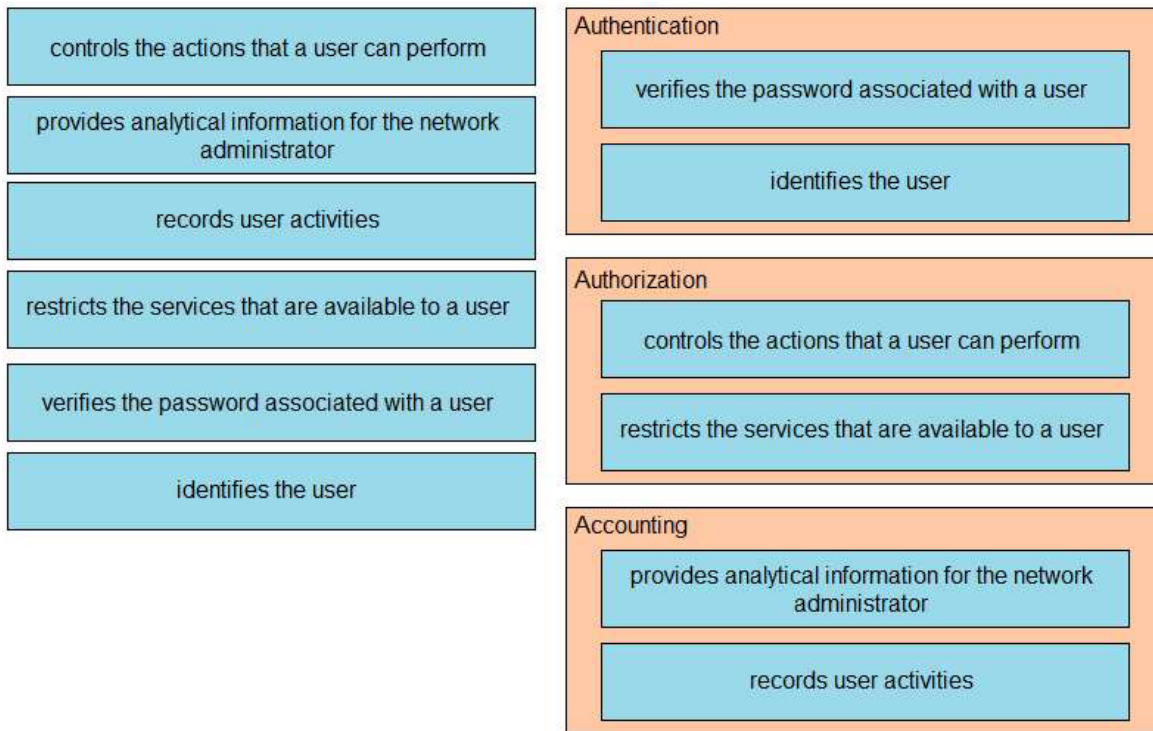 controls the actions that a user can perform
provides analytical information for the network
administrator
records user activities
restricts the services that are available to a user
verifies the password associated with a user
identifies the user
Authentication
verifies the password associated with a user
identifies the user
Authorization
controls the actions that a user can perform
restricts the services that are available to a user
Accounting
provides analytical information for the network
administrator
records user activities